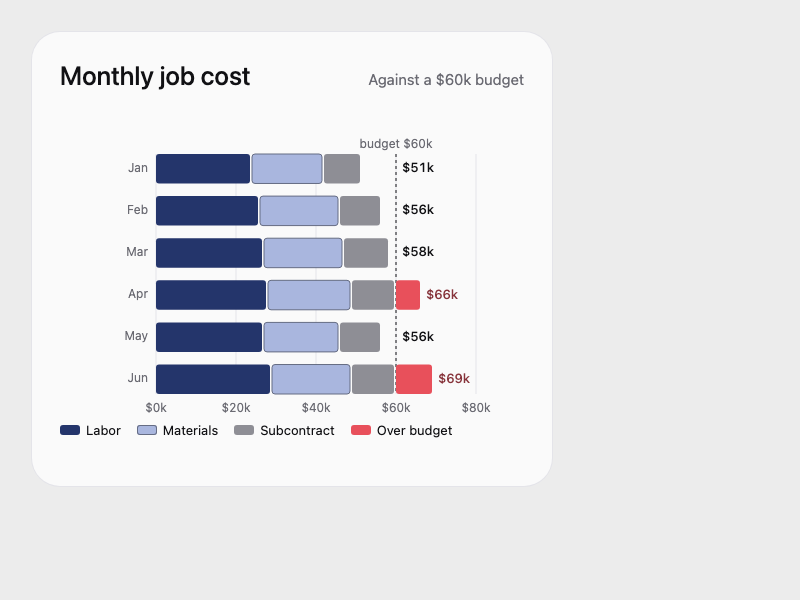 Monthly job cost
Against a $60k budget
budget $60k
Jan $51k
Feb $56k
Mar $58k
Apr $66k
May $56k
Jun $69k
$0k $20k $40k $60k $80k
Labor Materials Subcontract Over budget